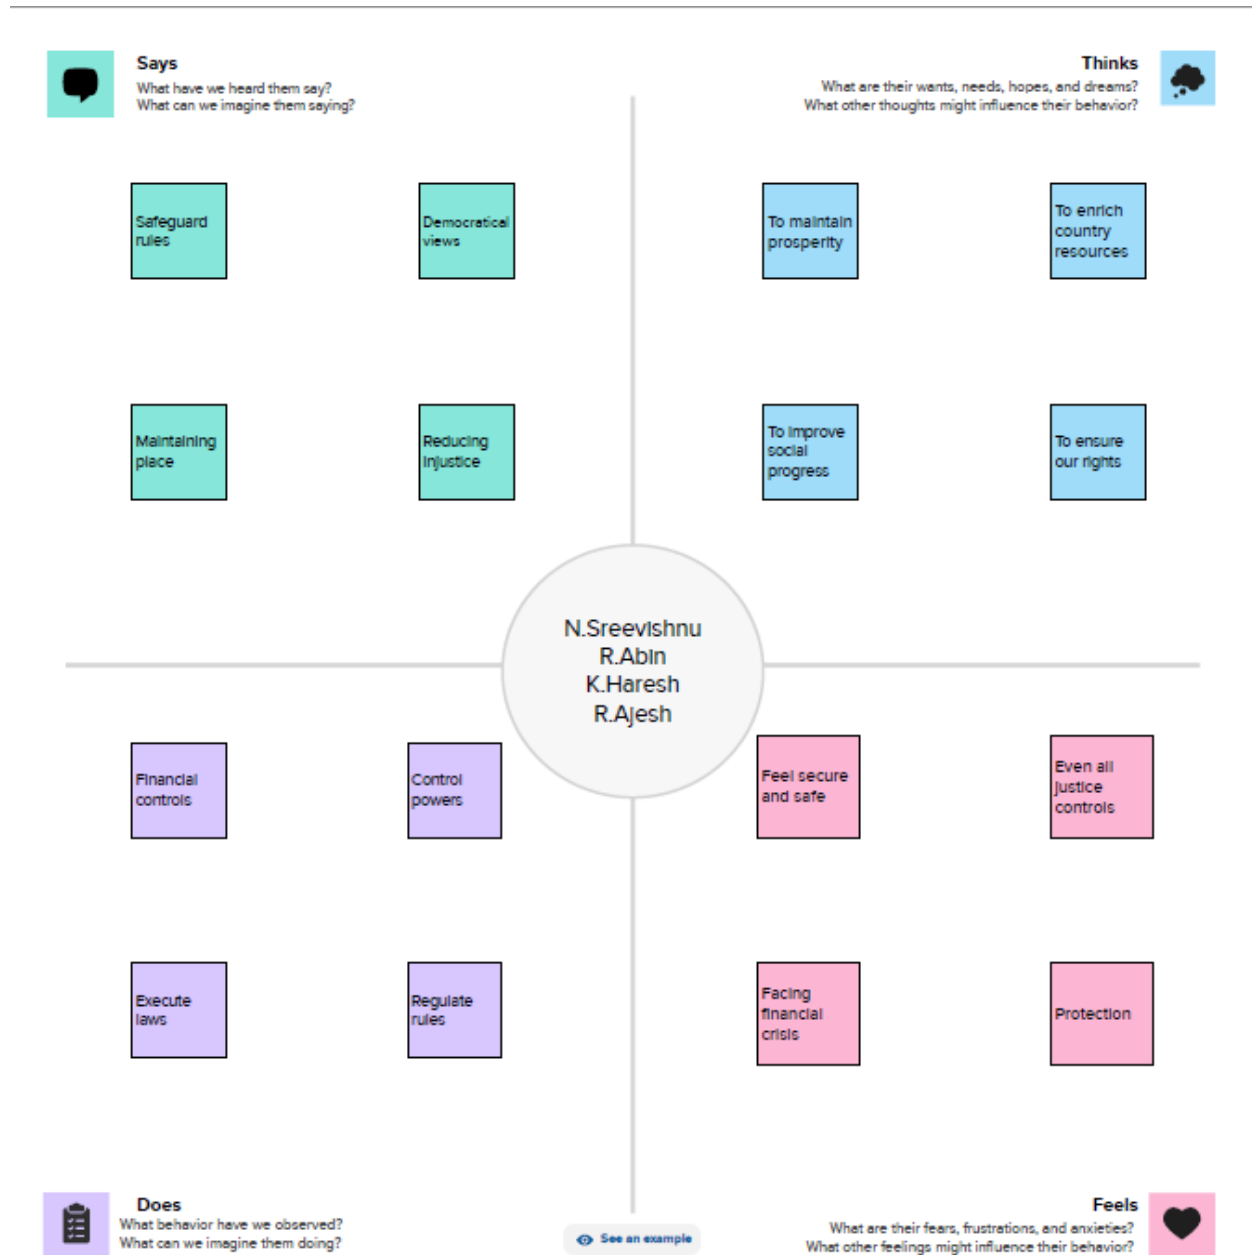 Says
What have we heard them say?
What can we imagine them saying?
Thinks
What are their wants, needs, hopes, and dreams?
What other thoughts might influence their behavior?
Safeguard
rules
Democratical
views
To maintain
prosperity
To enrich
country
resources
Maintaining
place
Reducing
injustice
To improve
social
progress
To ensure
our rights
N.Sreevishnu
R.Abin
K.Haresh
R.Ajesh
Financial
controls
Control
powers
Feel secure
and safe
Even all
justice
controls
Execute
laws
Regulate
rules
Facing
financial
crisis
Protection
Does
What behavior have we observed?
What can we imagine them doing?
See an example
Feels
What are their fears, frustrations, and anxieties?
What other feelings might influence their behavior?